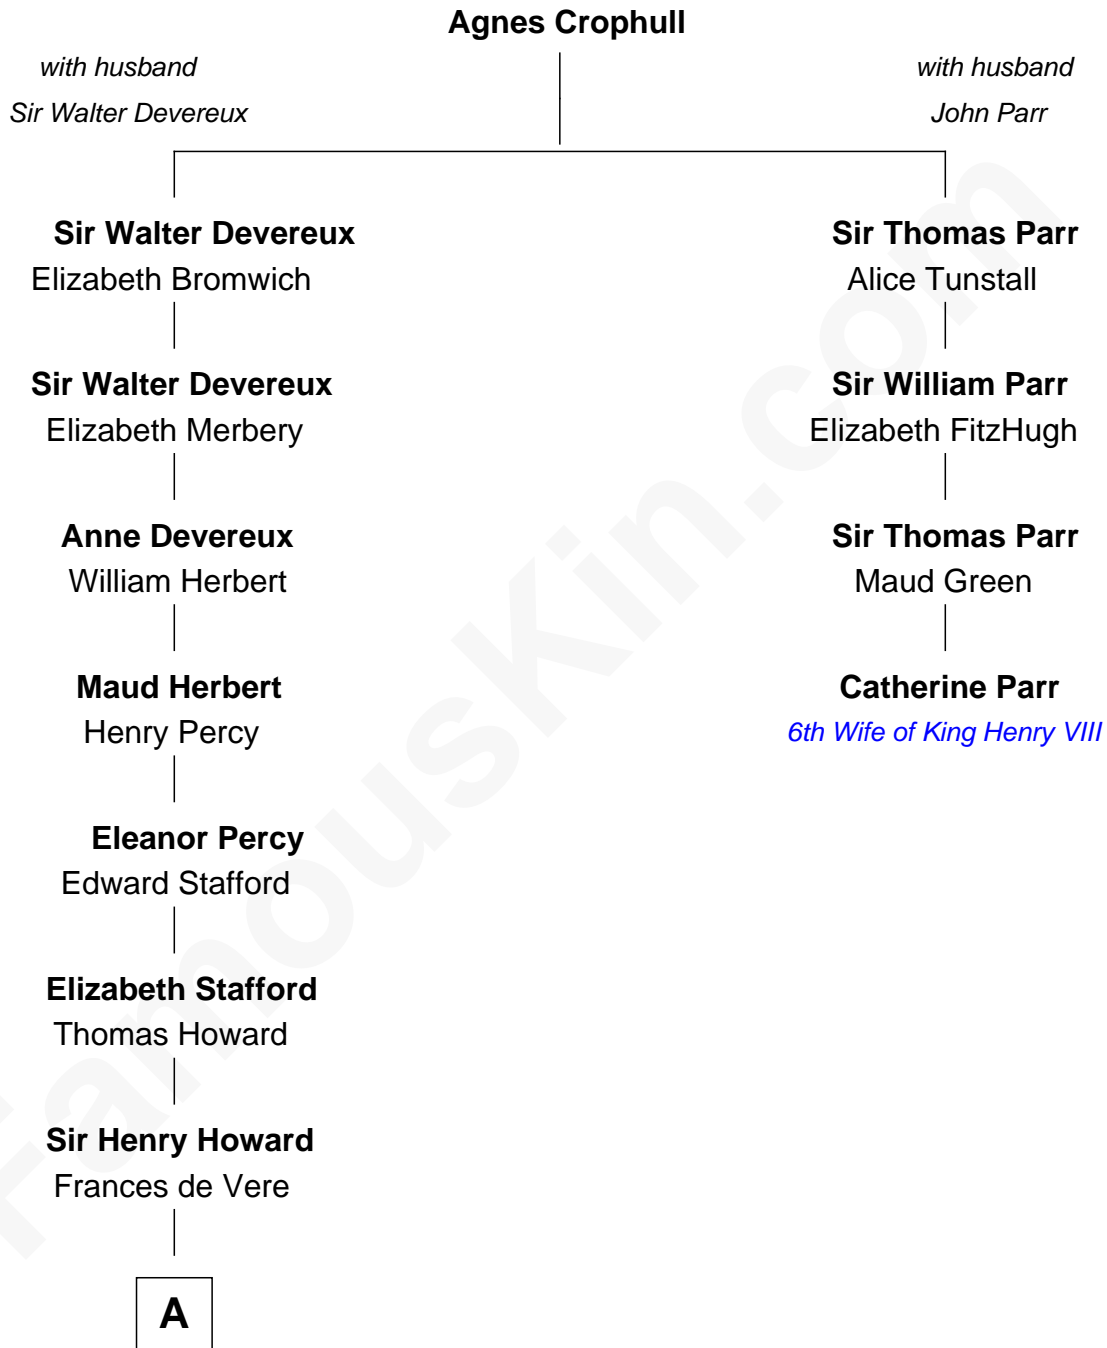 Agnes Crophull
with husband
Sir Walter Devereux
with husband
John Parr
Sir Walter Devereux
Elizabeth Bromwich
Sir Thomas Parr
Alice Tunstall
Sir Walter Devereux
Elizabeth Merbery
Sir William Parr
Elizabeth FitzHugh
Anne Devereux
William Herbert
Sir Thomas Parr
Maud Green
Maud Herbert
Henry Percy
Catherine Parr
6th Wife of King Henry VIII
Eleanor Percy
Edward Stafford
Elizabeth Stafford
Thomas Howard
Sir Henry Howard
Frances de Vere
A
FamousKin.com